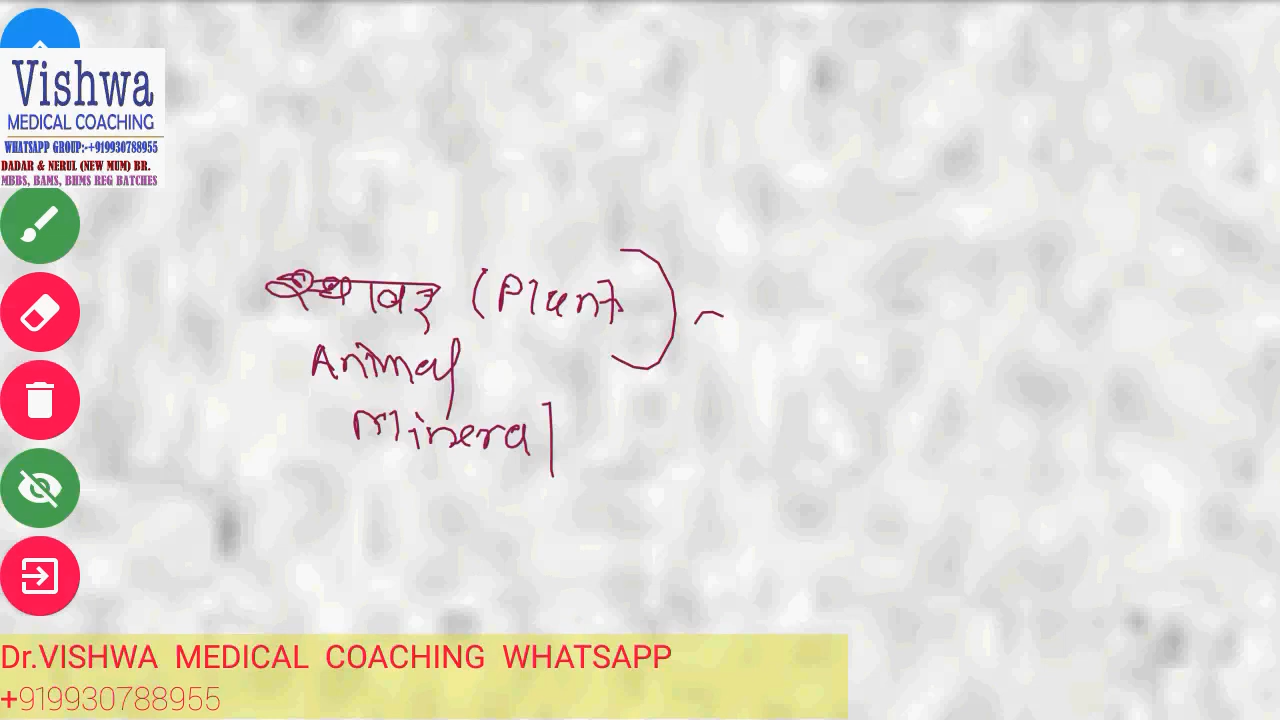 Vishwa
MEDICAL COACHING
WHATSAPP GROUP:-+919930788955
DADAR & NERUL (NEW MUM) BR.
MBBS, BAMS, BHMS REG BATCHES
स्थावर (Plant)
Animal
Mineral
Dr.VISHWA MEDICAL COACHING WHATSAPP
+919930788955